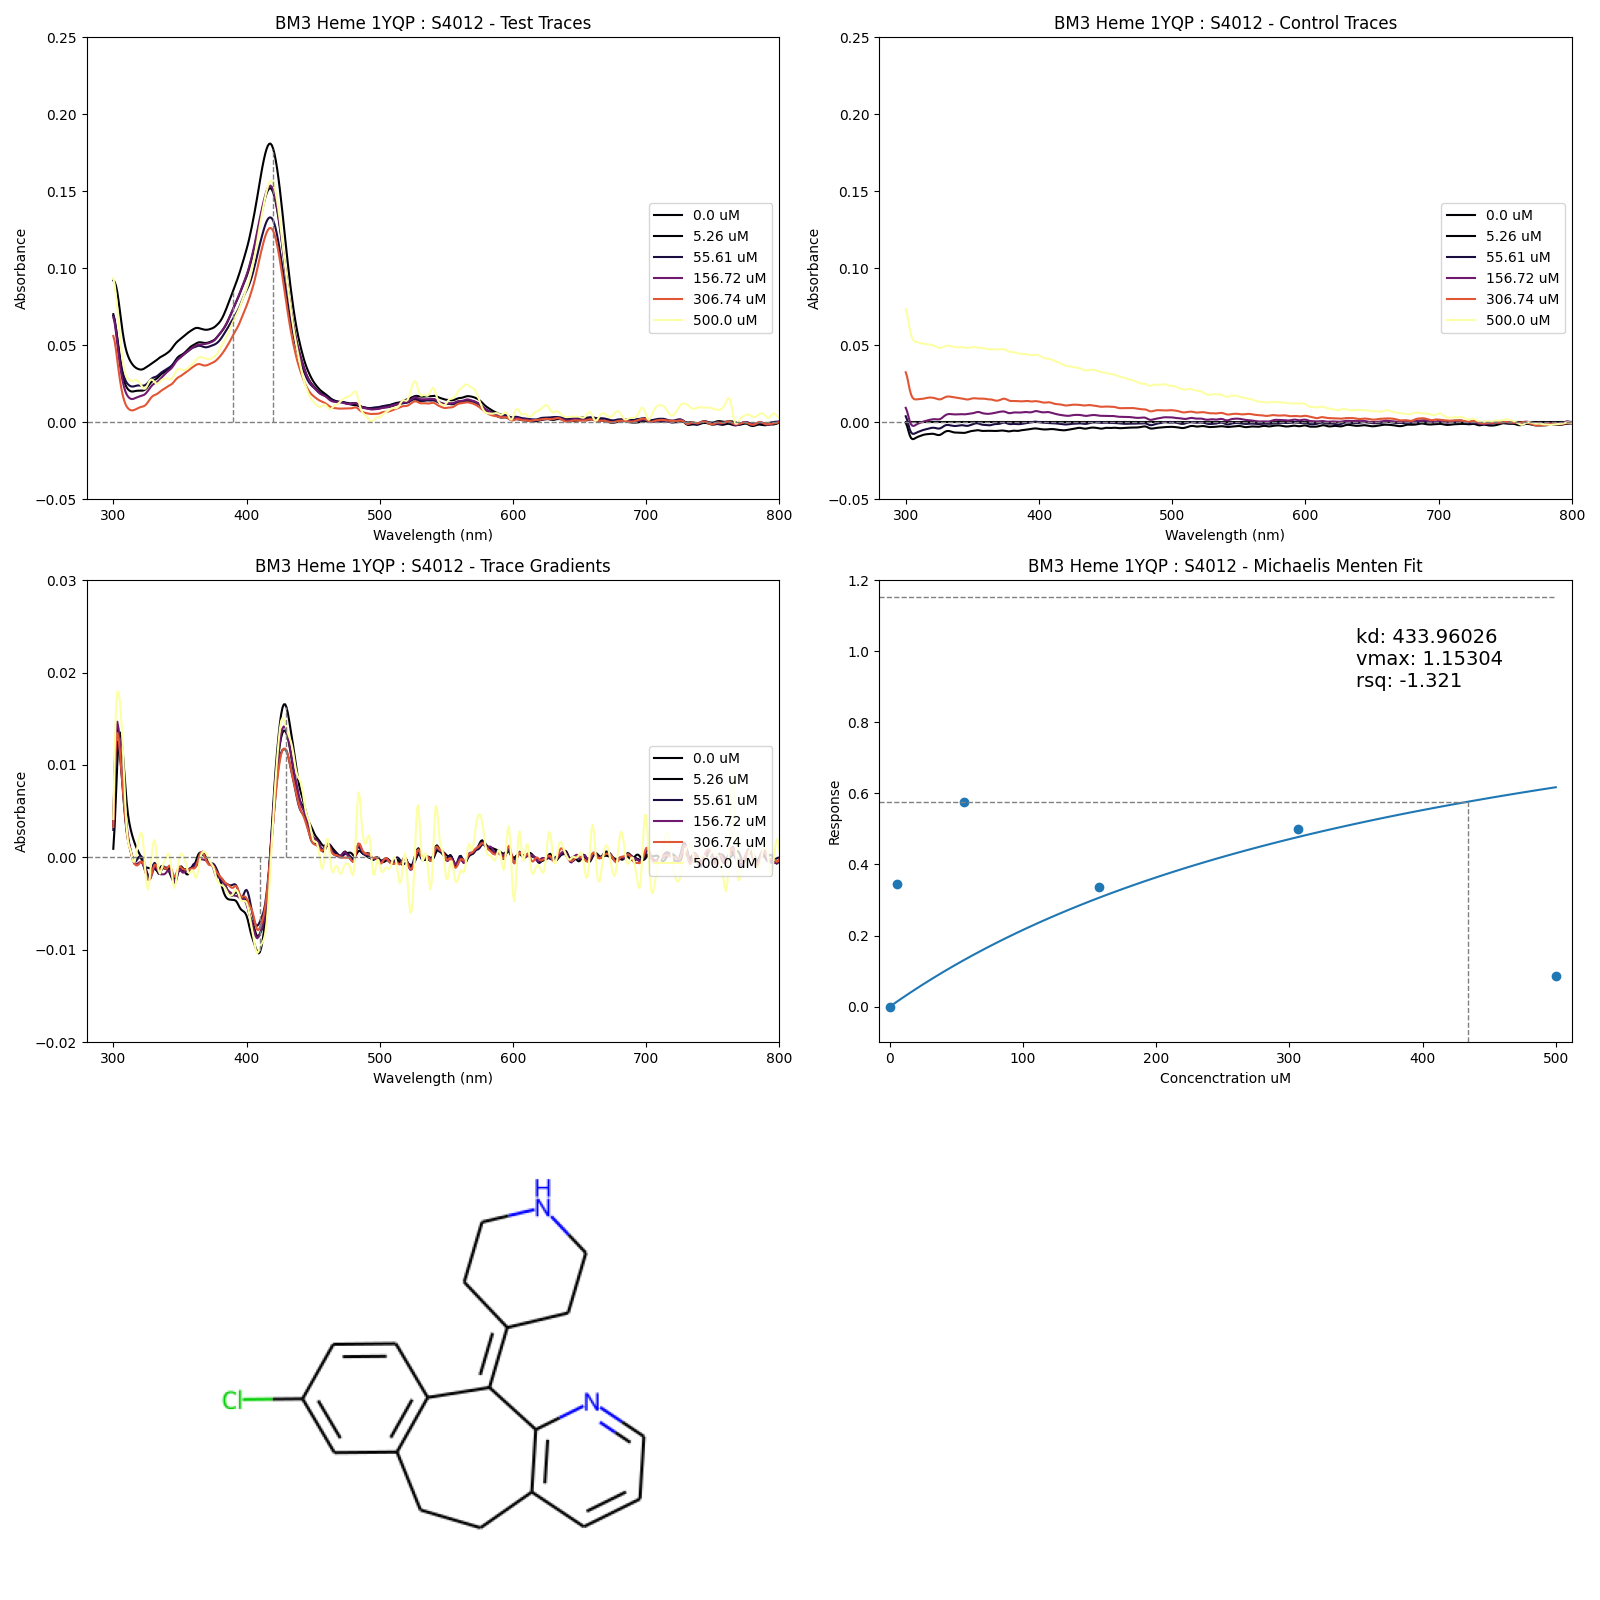 BM3 Heme 1YQP : S4012 - Test Traces
0.25
0.20
0.15
0.10
0.05
0.00
−0.05
Absorbance
300 400 500 600 700 800
Wavelength (nm)
0.0 uM
5.26 uM
55.61 uM
156.72 uM
306.74 uM
500.0 uM
BM3 Heme 1YQP : S4012 - Control Traces
0.25
0.20
0.15
0.10
0.05
0.00
−0.05
Absorbance
300 400 500 600 700 800
Wavelength (nm)
0.0 uM
5.26 uM
55.61 uM
156.72 uM
306.74 uM
500.0 uM
BM3 Heme 1YQP : S4012 - Trace Gradients
0.03
0.02
0.01
0.00
−0.01
−0.02
Absorbance
300 400 500 600 700 800
Wavelength (nm)
0.0 uM
5.26 uM
55.61 uM
156.72 uM
306.74 uM
500.0 uM
BM3 Heme 1YQP : S4012 - Michaelis Menten Fit
1.2
1.0
0.8
0.6
0.4
0.2
0.0
Response
kd: 433.96026
vmax: 1.15304
rsq: -1.321
0 100 200 300 400 500
Concenctration uM
H
N
Cl
N